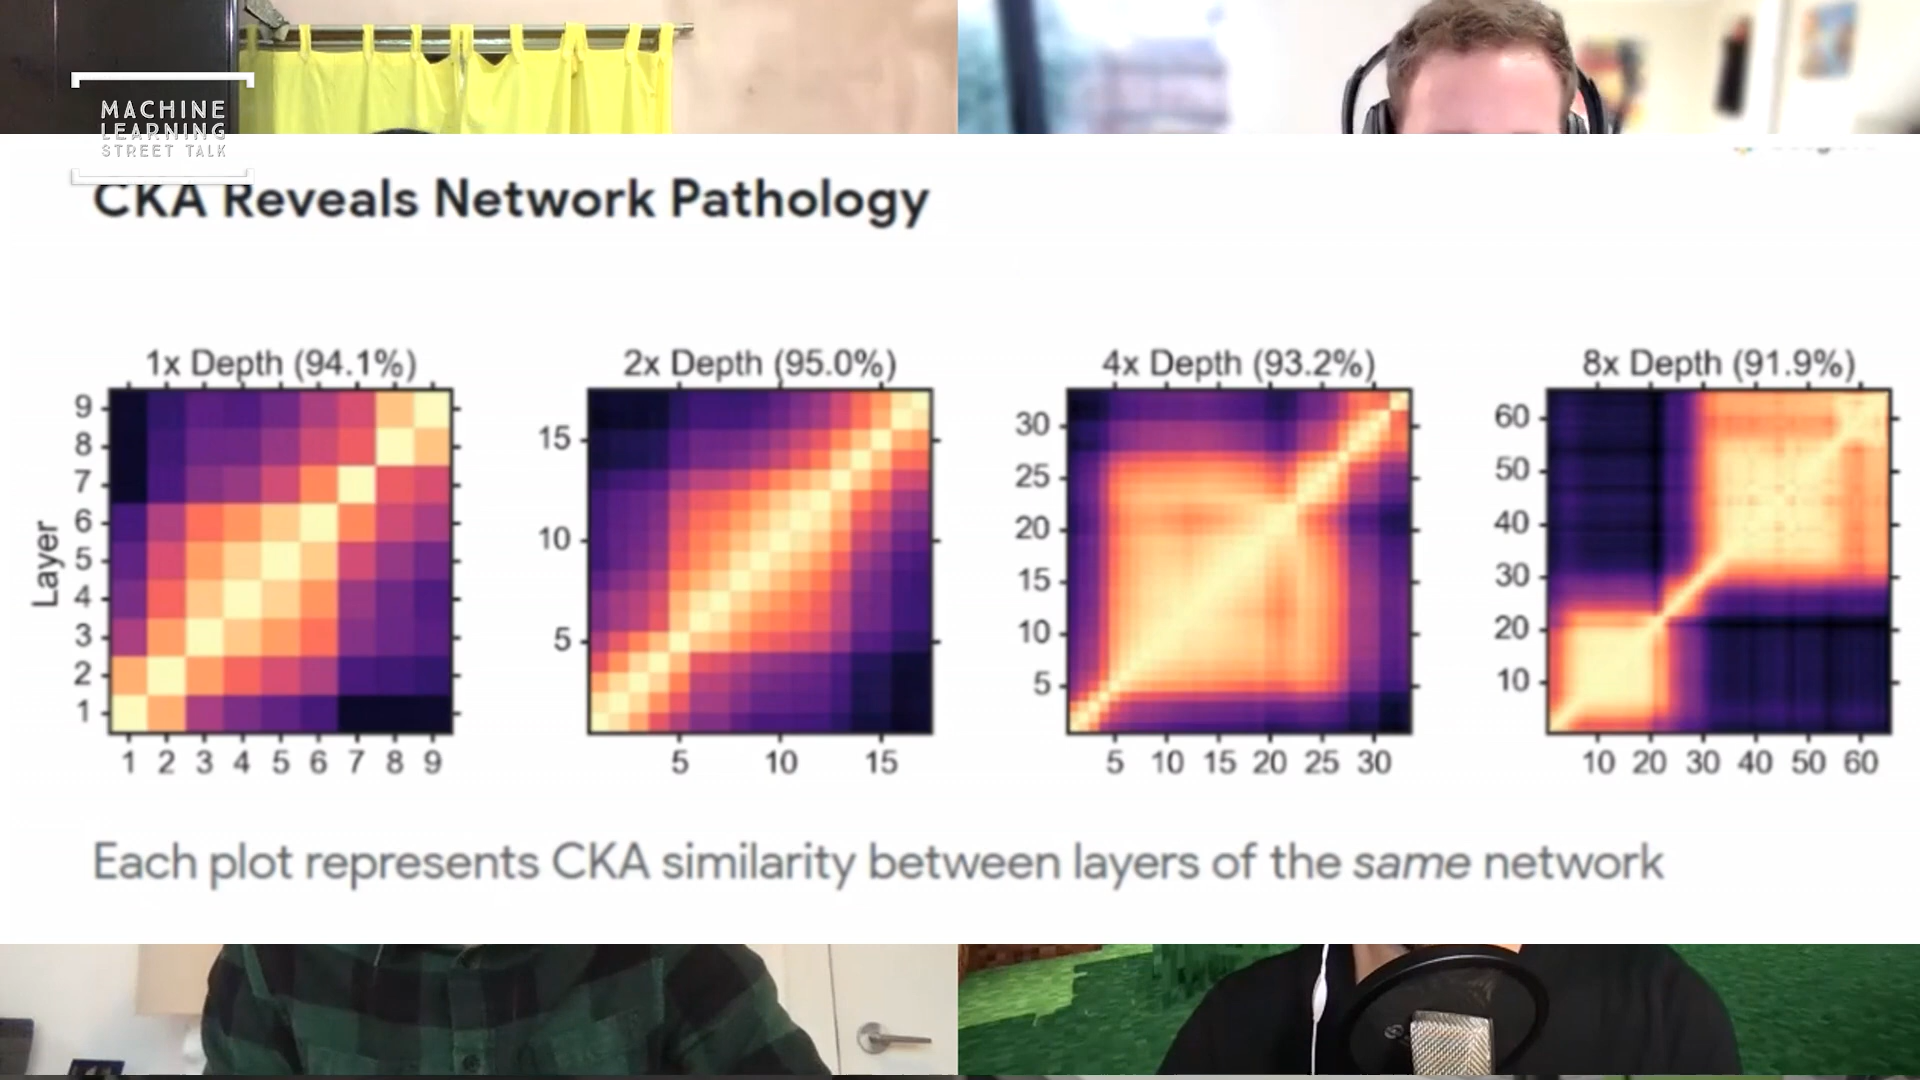 MACHINE
LEARNING
STREET TALK
CKA Reveals Network Pathology
1x Depth (94.1%)
2x Depth (95.0%)
4x Depth (93.2%)
8x Depth (91.9%)
Layer
9
8
7
6
5
4
3
2
1
1 2 3 4 5 6 7 8 9
15
10
5
5 10 15
30
25
20
15
10
5
5 10 15 20 25 30
60
50
40
30
20
10
10 20 30 40 50 60
Each plot represents CKA similarity between layers of the same network